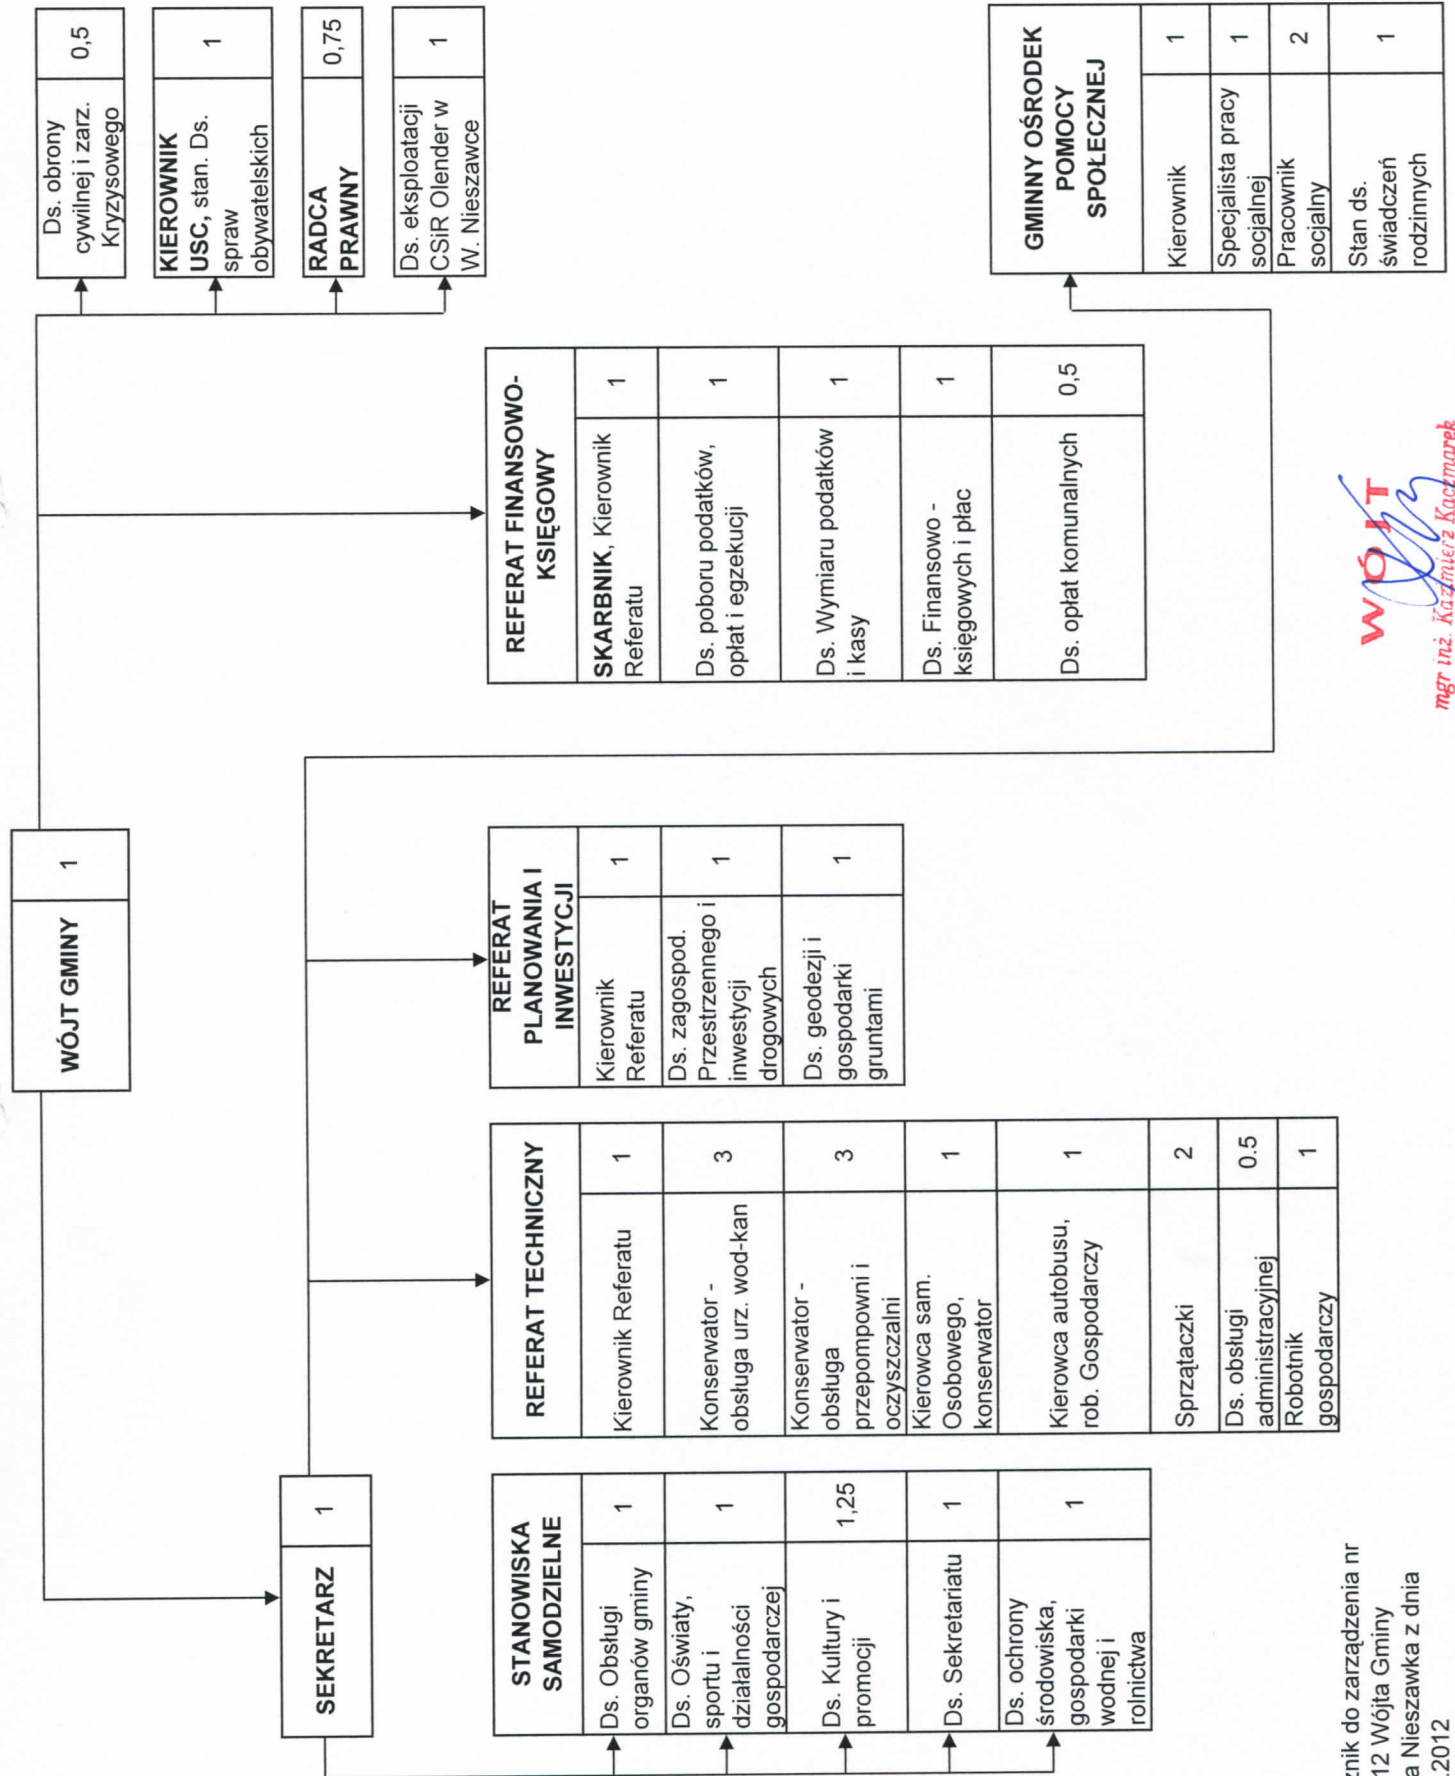 WÓJT GMINY 1
SEKRETARZ 1
STANOWISKA
SAMODZIELNE
Ds. Obsługi
organów gminy 1
Ds. Oświaty,
sportu i
działalności
gospodarczej 1
Ds. Kultury i
promocji 1,25
Ds. Sekretariatu 1
Ds. ochrony
środowiska,
gospodarki
wodnej i
rolnictwa 1
REFERAT TECHNICZNY
Kierownik Referatu 1
Konserwator -
obsługa urz. wod-kan 3
Konserwator -
obsługa
przepompowni i
oczyszczalni 3
Kierowca sam.
Osobowego,
konserwator 1
Kierowca autobusu,
rob. Gospodarczy 1
Sprzątaczki 2
Ds. obsługi
administracyjnej 0.5
Robotnik
gospodarczy 1
REFERAT
PLANOWANIA I
INWESTYCJI
Kierownik
Referatu 1
Ds. zagospod.
Przestrzennego i
inwestycji
drogowych 1
Ds. geodezji i
gospodarki
gruntami 1
REFERAT FINANSOWO-
KSIĘGOWY
SKARBNIK, Kierownik
Referatu 1
Ds. poboru podatków,
opłat i egzekucji 1
Ds. Wymiaru podatków
i kasy 1
Ds. Finansowo -
księgowych i płac 1
Ds. opłat komunalnych 0,5
Ds. obrony
cywilnej i zarz.
Kryzysowego 0,5
KIEROWNIK
USC, stan. Ds.
spraw
obywatelskich 1
RADCA
PRAWNY 0,75
Ds. eksploatacji
CSiR Olender w
W. Nieszawce 1
GMINNY OŚRODEK
POMOCY
SPOŁECZNEJ
Kierownik 1
Specjalista pracy
socjalnej 1
Pracownik
socjalny 2
Stan ds.
świadczeń
rodzinnych 1
znik do zarządzenia nr
12 Wójta Gminy
a Nieszawka z dnia
.2012
WÓJT
mgr inż. Kazimierz Kaczmarek